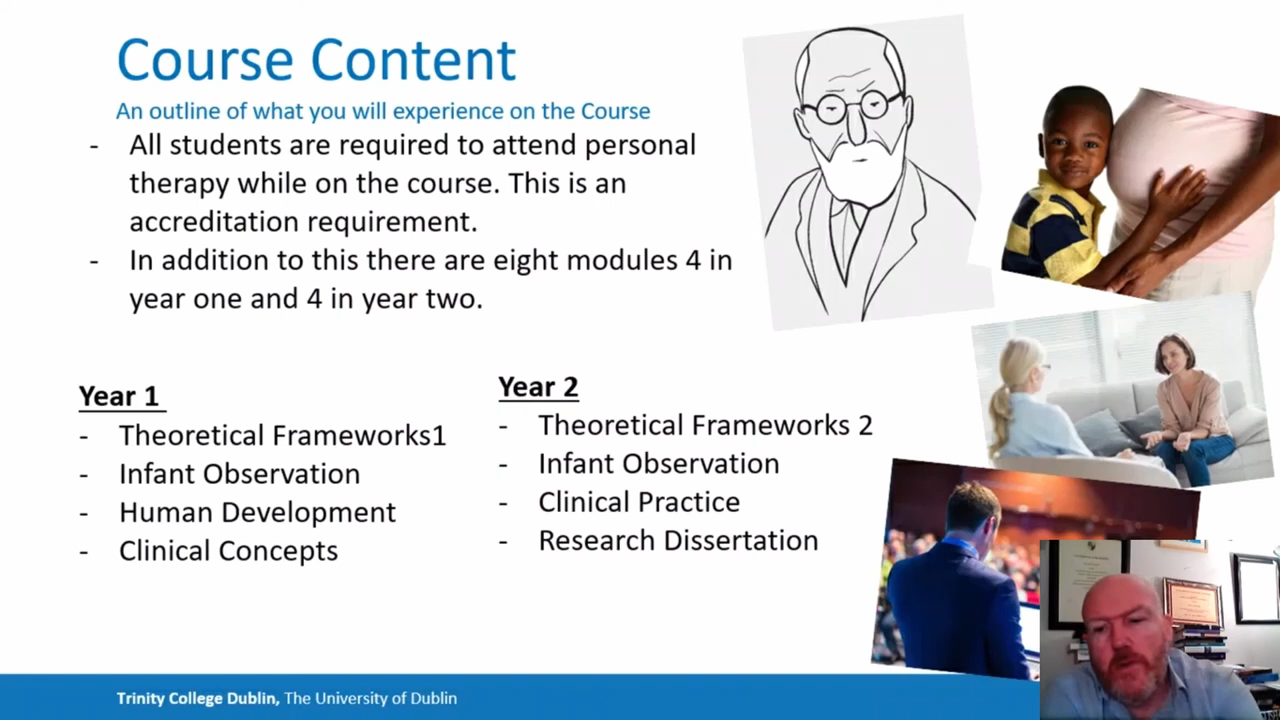 Course Content
An outline of what you will experience on the Course
- All students are required to attend personal
therapy while on the course. This is an
accreditation requirement.
- In addition to this there are eight modules 4 in
year one and 4 in year two.
Year 1
- Theoretical Frameworks1
- Infant Observation
- Human Development
- Clinical Concepts
Year 2
- Theoretical Frameworks 2
- Infant Observation
- Clinical Practice
- Research Dissertation
Trinity College Dublin, The University of Dublin